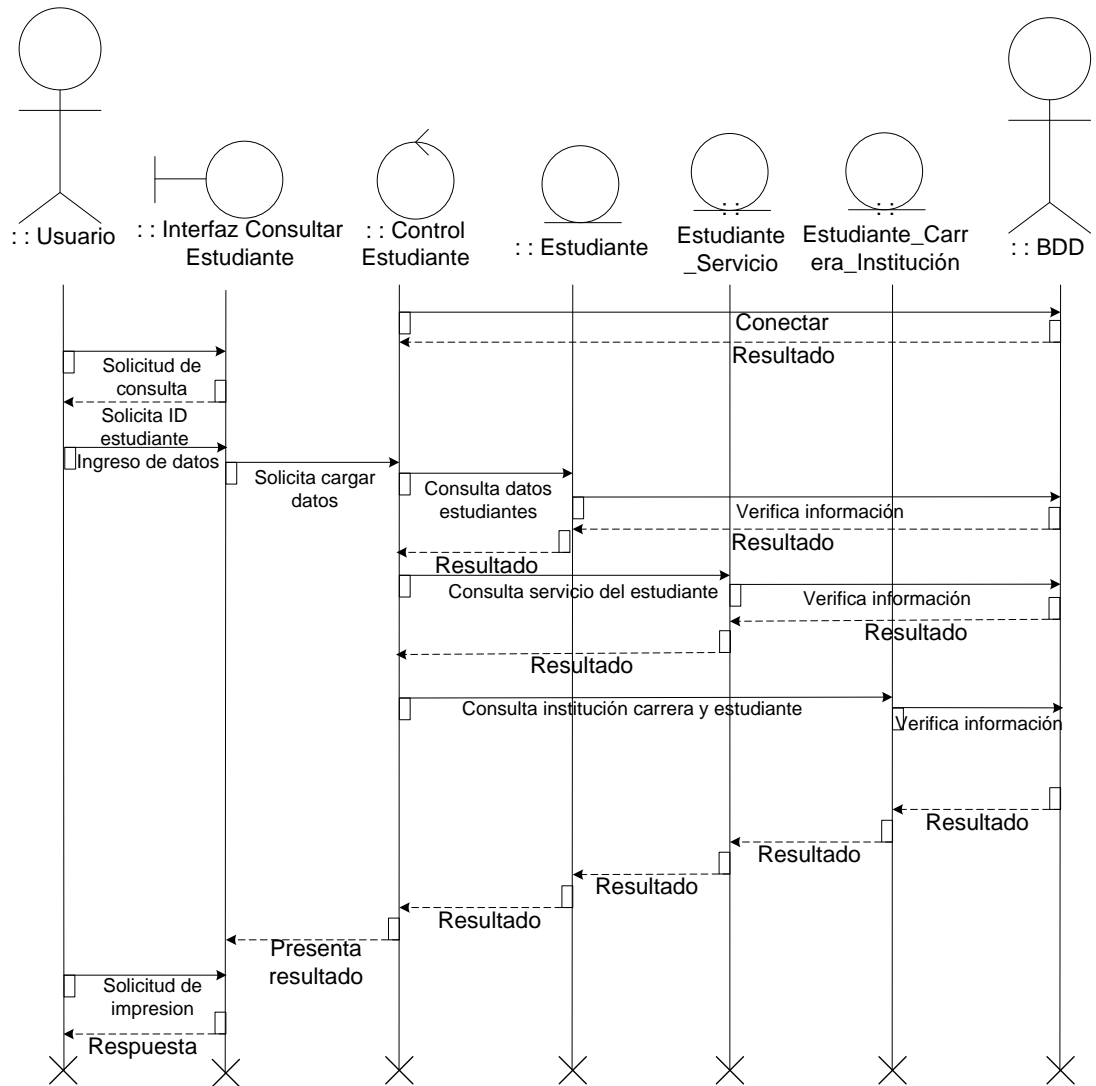 : : Usuario
: : Interfaz Consultar
Estudiante
: : Control
Estudiante
: : Estudiante
: :
Estudiante
_Servicio
: :
Estudiante_Carr
era_Institución
: : BDD
Conectar
Resultado
Solicitud de
consulta
Solicita ID
estudiante
Ingreso de datos
Solicita cargar
datos
Consulta datos
estudiantes
Verifica información
Resultado
Resultado
Consulta servicio del estudiante
Verifica información
Resultado
Resultado
Consulta institución carrera y estudiante
Verifica información
Resultado
Resultado
Resultado
Resultado
Presenta
resultado
Solicitud de
impresion
Respuesta